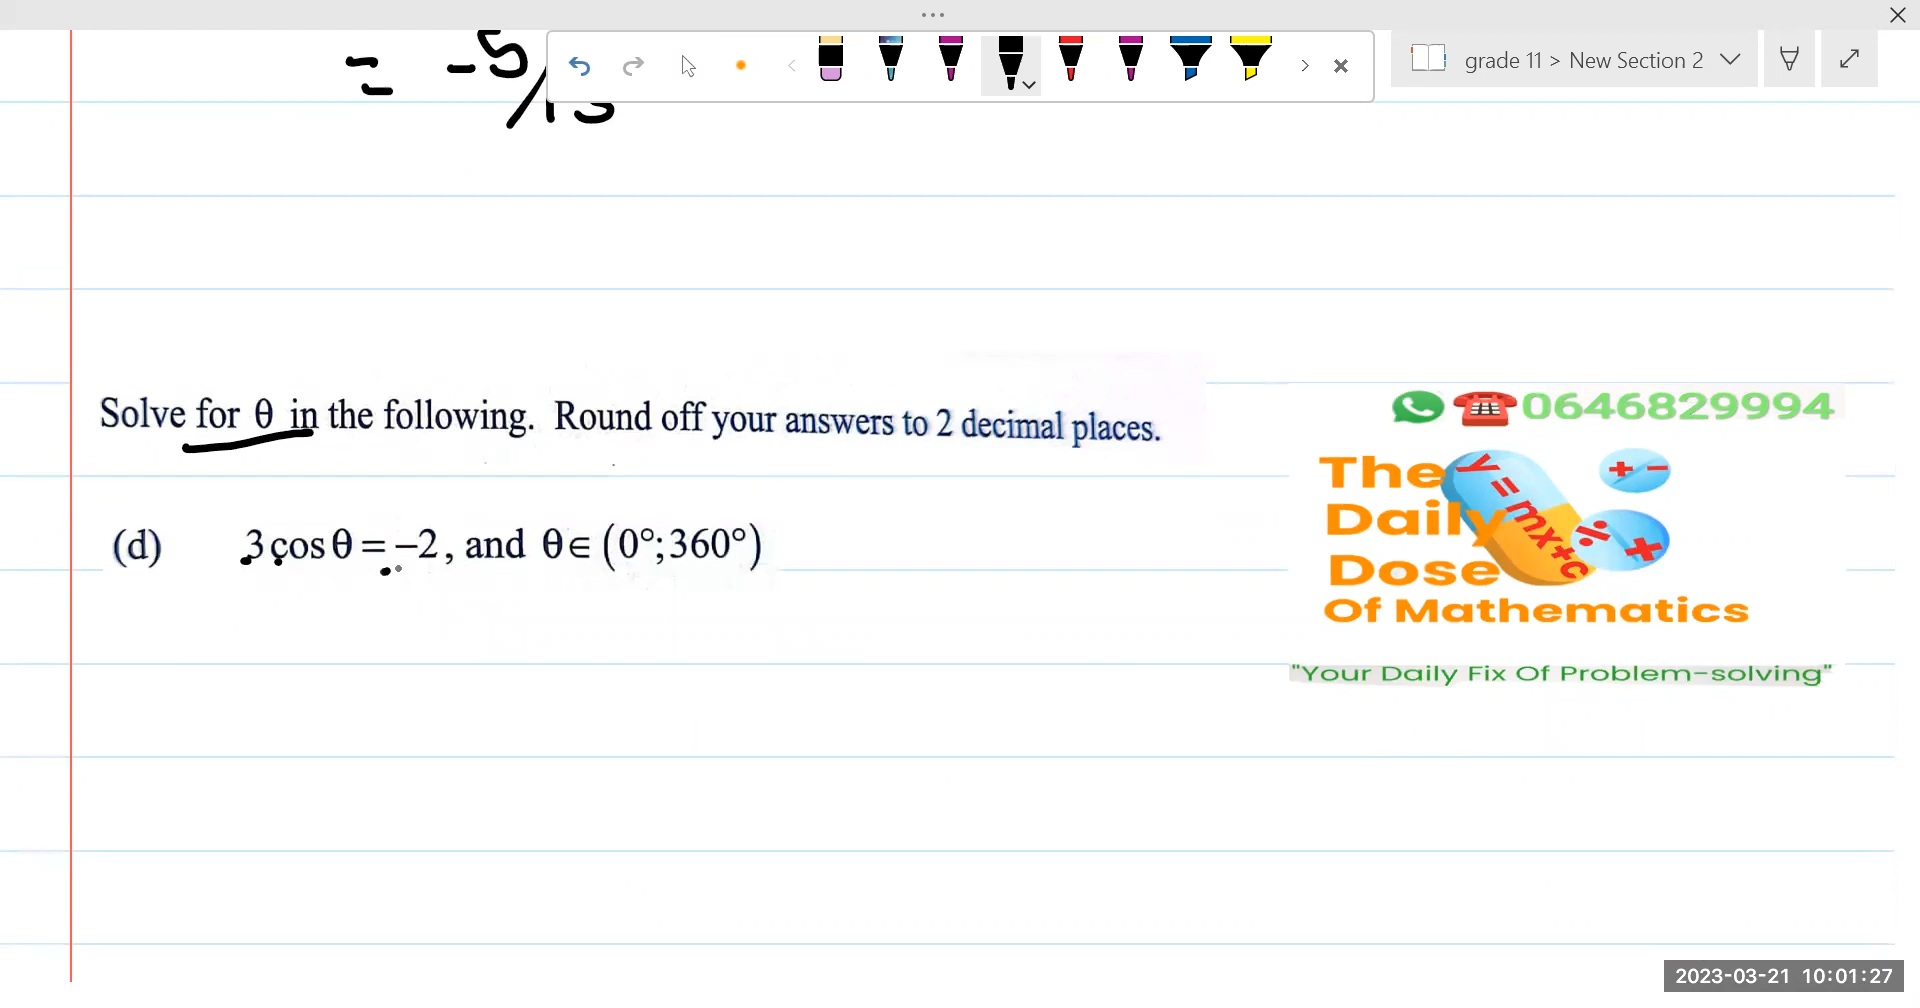 grade 11 > New Section 2
= -5/13
Solve for θ in the following. Round off your answers to 2 decimal places.
(d) 3cosθ = −2, and θ∈(0°;360°)
0646829994
The
Daily
Dose
Of Mathematics
y=mx+c
+ −
÷ ×
"Your Daily Fix Of Problem-solving"
2023-03-21 10:01:27